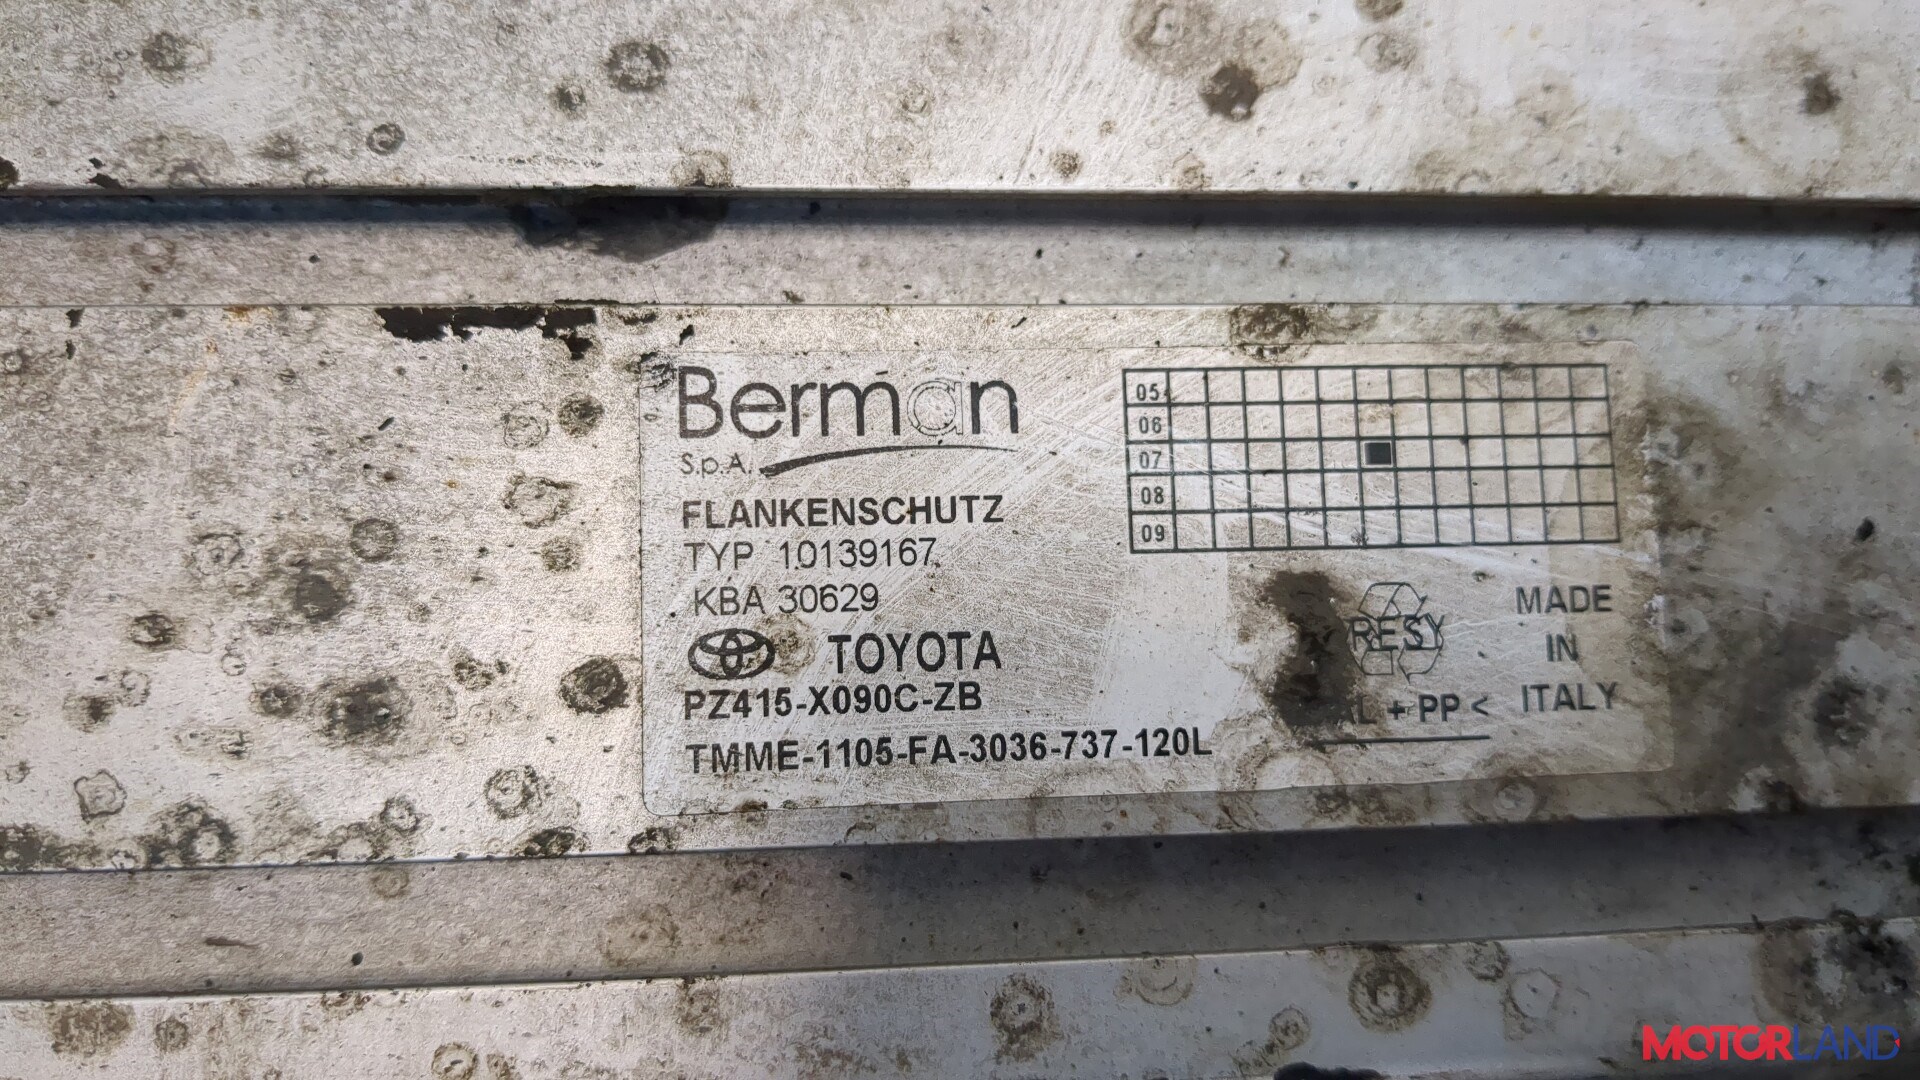 Berman
S.p.A.
FLANKENSCHUTZ
TYP 10139167
KBA 30629
TOYOTA
PZ415-X090C-ZB
TMME-1105-FA-3036-737-120L
05
06
07
08
09
RESY
+ PP <
MADE
IN
ITALY
MOTORLAND